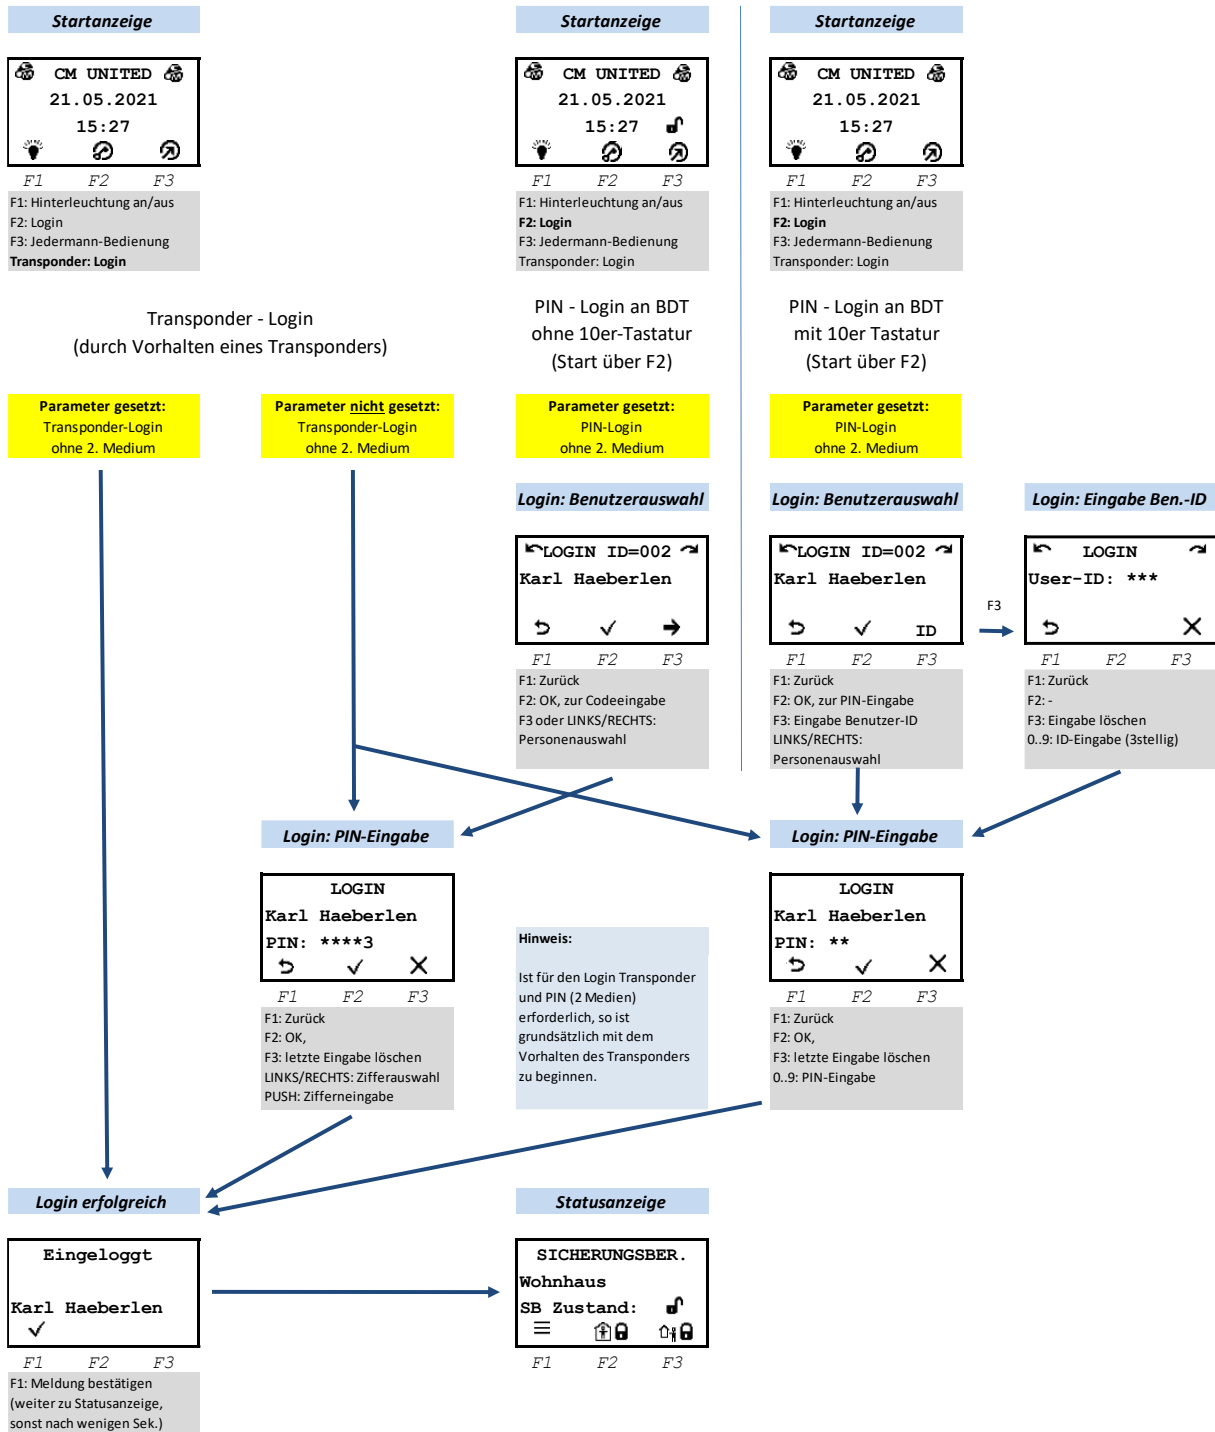 Startanzeige
CM UNITED
21.05.2021
15:27
F1 F2 F3
F1: Hinterleuchtung an/aus
F2: Login
F3: Jedermann-Bedienung
Transponder: Login
Startanzeige
CM UNITED
21.05.2021
15:27
F1 F2 F3
F1: Hinterleuchtung an/aus
F2: Login
F3: Jedermann-Bedienung
Transponder: Login
Startanzeige
CM UNITED
21.05.2021
15:27
F1 F2 F3
F1: Hinterleuchtung an/aus
F2: Login
F3: Jedermann-Bedienung
Transponder: Login
Transponder - Login
(durch Vorhalten eines Transponders)
PIN - Login an BDT
ohne 10er-Tastatur
(Start über F2)
PIN - Login an BDT
mit 10er Tastatur
(Start über F2)
Parameter gesetzt:
Transponder-Login
ohne 2. Medium
Parameter nicht gesetzt:
Transponder-Login
ohne 2. Medium
Parameter gesetzt:
PIN-Login
ohne 2. Medium
Parameter gesetzt:
PIN-Login
ohne 2. Medium
Login: Benutzerauswahl
LOGIN ID=002
Karl Haeberlen
F1 F2 F3
F1: Zurück
F2: OK, zur Codeeingabe
F3 oder LINKS/RECHTS:
Personenauswahl
Login: Benutzerauswahl
LOGIN ID=002
Karl Haeberlen
ID
F1 F2 F3
F1: Zurück
F2: OK, zur PIN-Eingabe
F3: Eingabe Benutzer-ID
LINKS/RECHTS:
Personenauswahl
F3
Login: Eingabe Ben.-ID
LOGIN
User-ID: ***
F1 F2 F3
F1: Zurück
F2: -
F3: Eingabe löschen
0..9: ID-Eingabe (3stellig)
Login: PIN-Eingabe
LOGIN
Karl Haeberlen
PIN: ****3
F1 F2 F3
F1: Zurück
F2: OK,
F3: letzte Eingabe löschen
LINKS/RECHTS: Zifferauswahl
PUSH: Zifferneingabe
Hinweis:
Ist für den Login Transponder
und PIN (2 Medien)
erforderlich, so ist
grundsätzlich mit dem
Vorhalten des Transponders
zu beginnen.
Login: PIN-Eingabe
LOGIN
Karl Haeberlen
PIN: **
F1 F2 F3
F1: Zurück
F2: OK,
F3: letzte Eingabe löschen
0..9: PIN-Eingabe
Login erfolgreich
Eingeloggt
Karl Haeberlen
F1 F2 F3
F1: Meldung bestätigen
(weiter zu Statusanzeige,
sonst nach wenigen Sek.)
Statusanzeige
SICHERUNGSBER.
Wohnhaus
SB Zustand:
F1 F2 F3